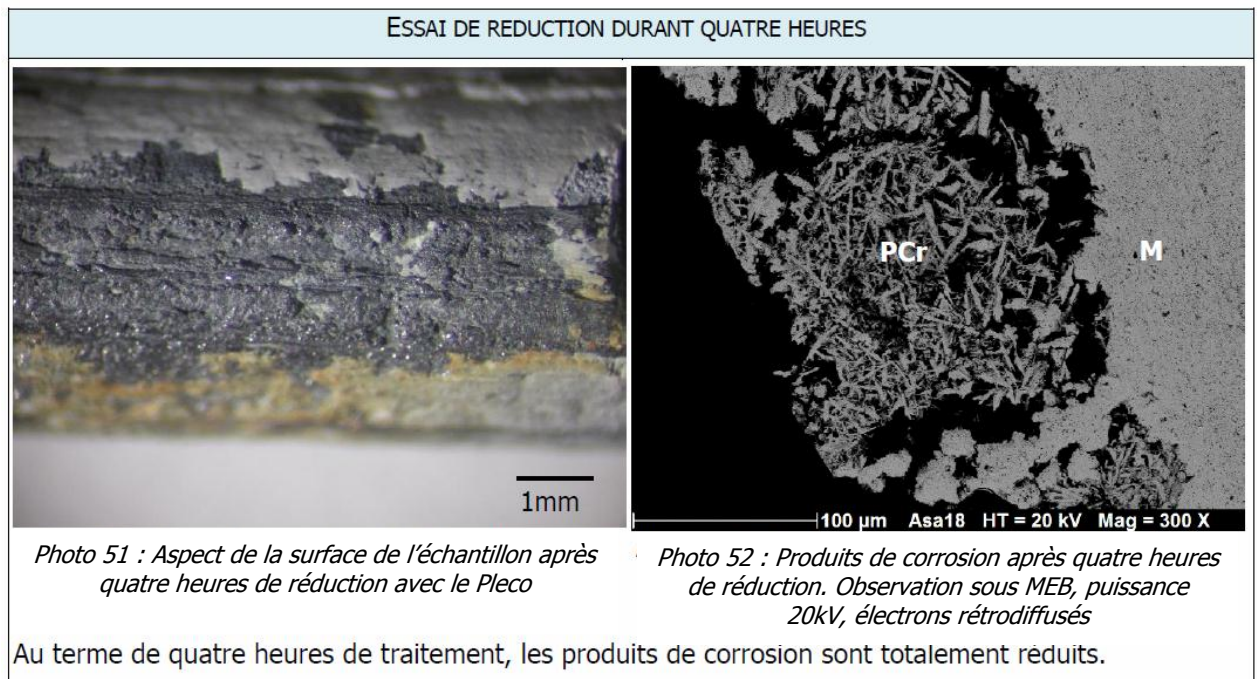 ESSAI DE REDUCTION DURANT QUATRE HEURES
1mm
PCr
M
100 µm Asa18 HT = 20 kV Mag = 300 X
Photo 51 : Aspect de la surface de l'échantillon après
quatre heures de réduction avec le Pleco
Photo 52 : Produits de corrosion après quatre heures
de réduction. Observation sous MEB, puissance
20kV, électrons rétrodiffusés
Au terme de quatre heures de traitement, les produits de corrosion sont totalement réduits.